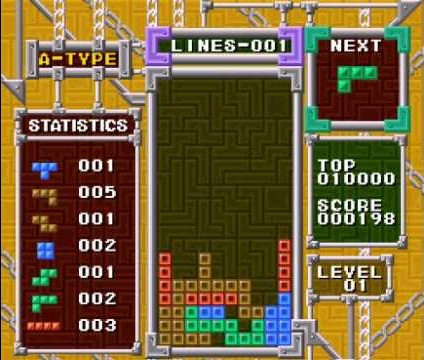 A-TYPE
LINES-001
NEXT
STATISTICS
001
005
001
002
001
002
003
TOP
010000
SCORE
000198
LEVEL
01